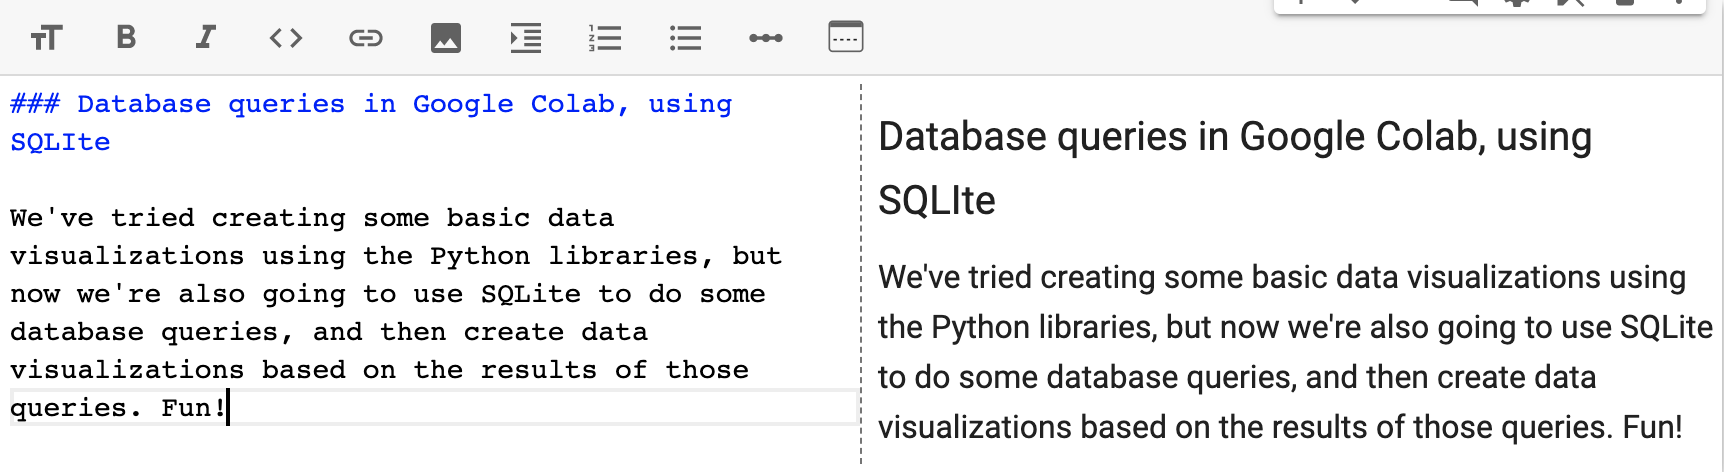 ### Database queries in Google Colab, using
SQLIte
We've tried creating some basic data
visualizations using the Python libraries, but
now we're also going to use SQLite to do some
database queries, and then create data
visualizations based on the results of those
queries. Fun!
Database queries in Google Colab, using
SQLIte
We've tried creating some basic data visualizations using
the Python libraries, but now we're also going to use SQLite
to do some database queries, and then create data
visualizations based on the results of those queries. Fun!